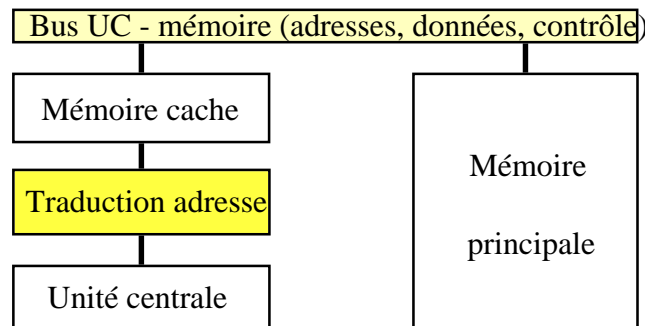 Bus UC - mémoire (adresses, données, contrôle)
Mémoire cache
Traduction adresse
Unité centrale
Mémoire
principale